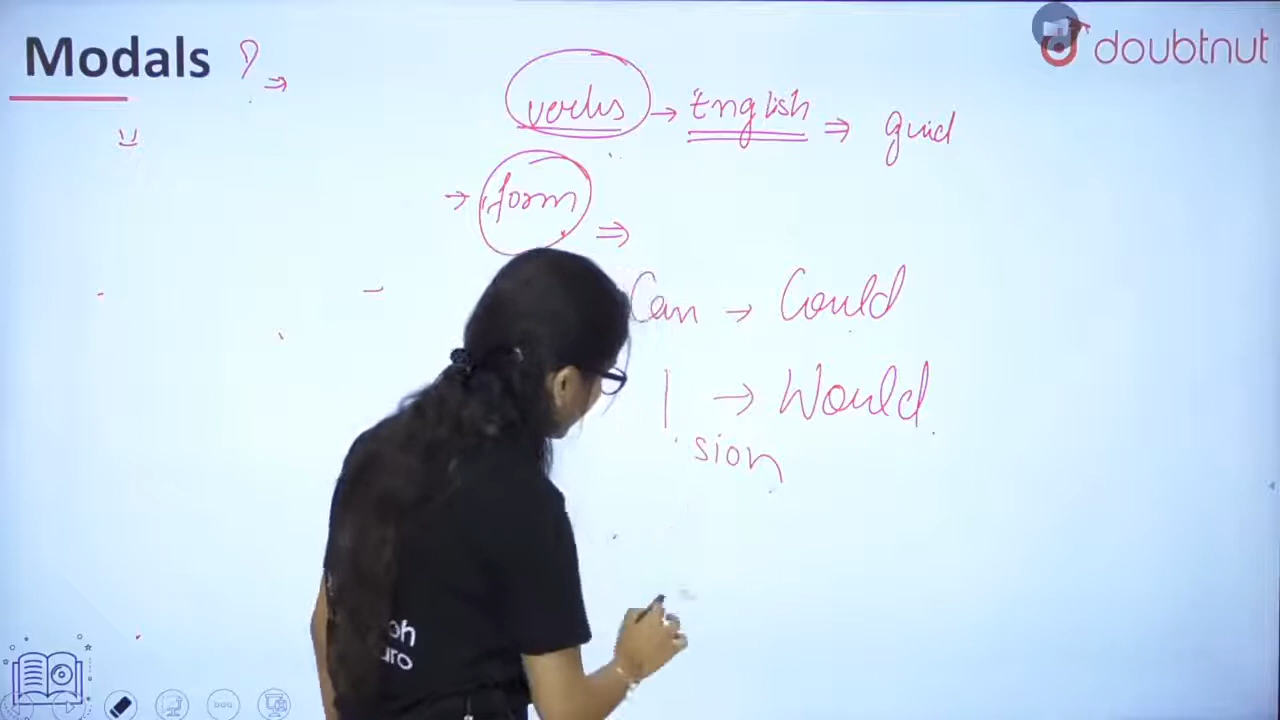 Modals ?
doubtnut
verbs → English ⇒ guid
→ form ⇒
Can → Could
→ Would
sion